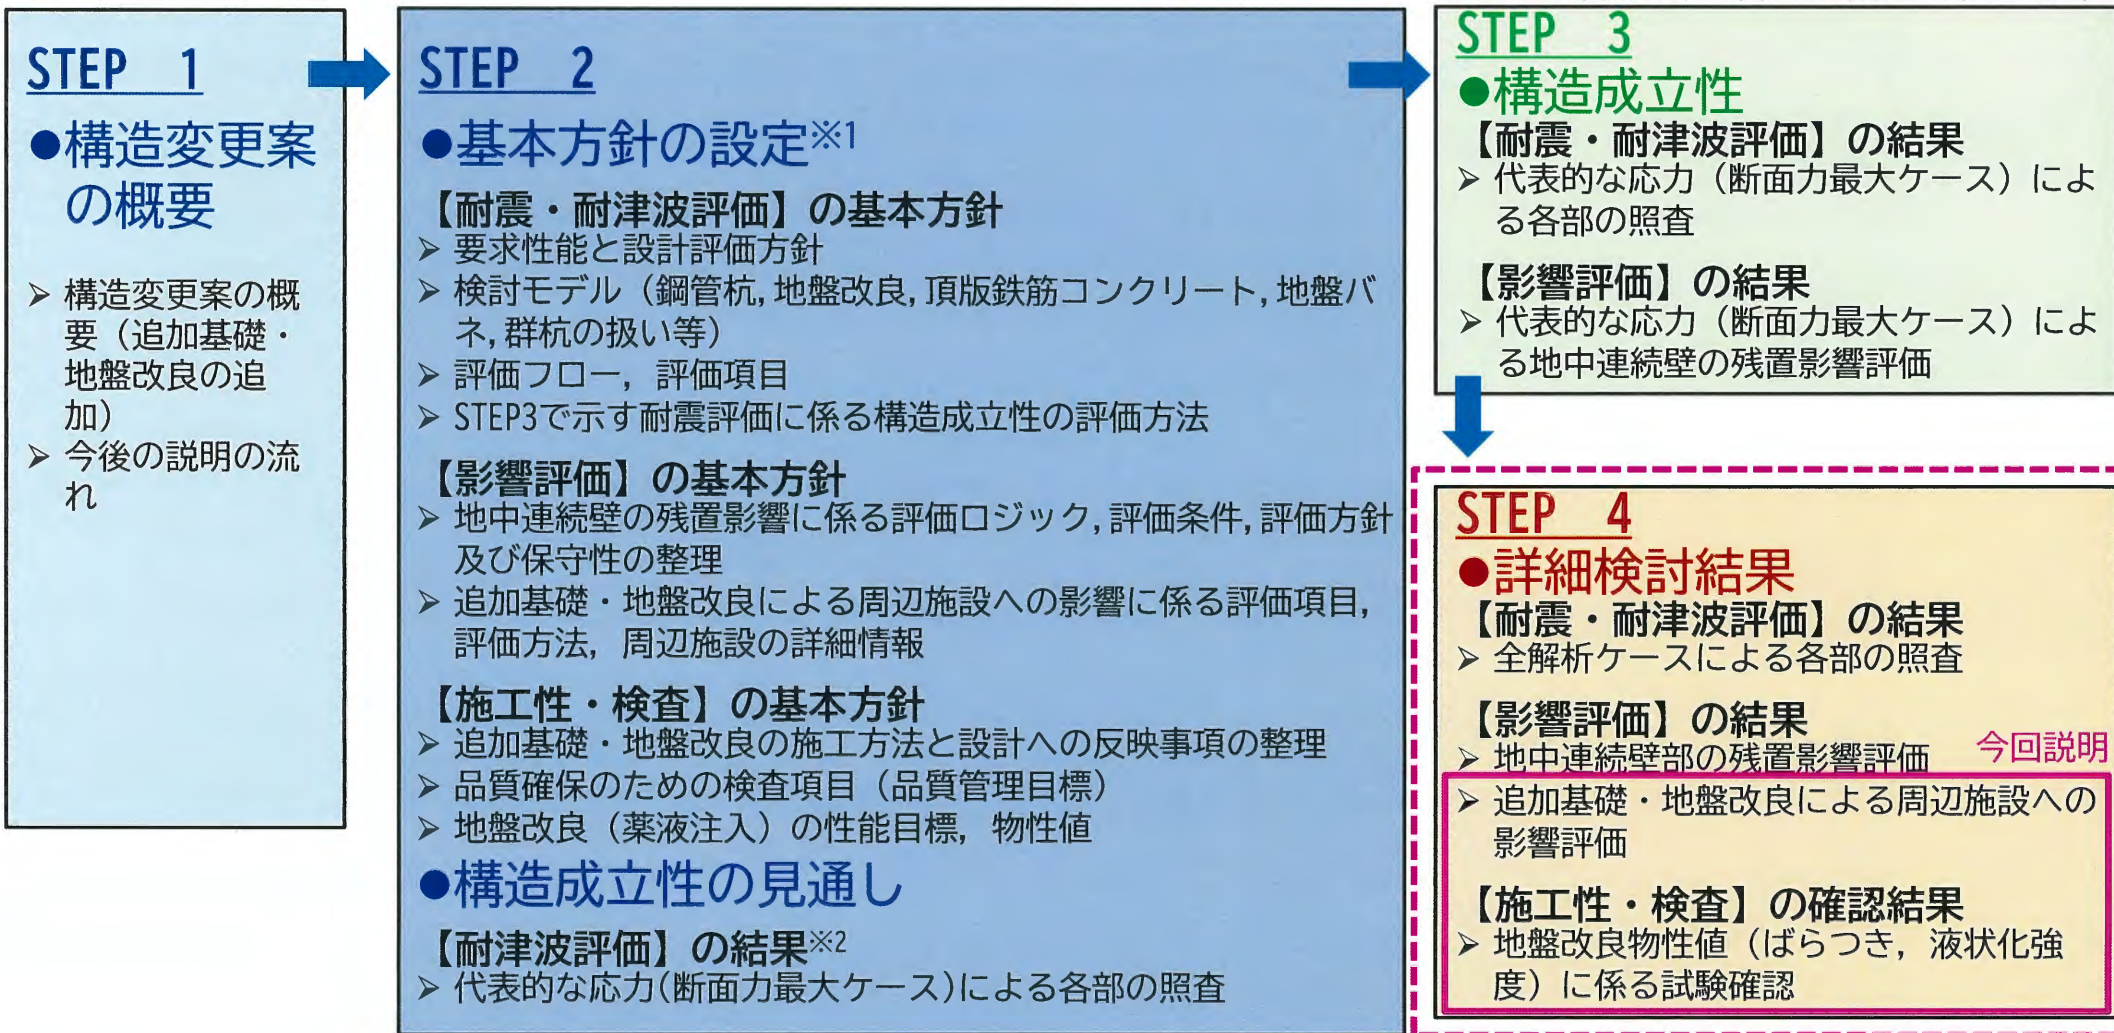 STEP 1
●構造変更案
の概要
➢ 構造変更案の概
要（追加基礎・
地盤改良の追
加）
➢ 今後の説明の流
れ
STEP 2
●基本方針の設定※1
【耐震・耐津波評価】の基本方針
➢ 要求性能と設計評価方針
➢ 検討モデル（鋼管杭,地盤改良,頂版鉄筋コンクリート,地盤バ
ネ,群杭の扱い等）
➢ 評価フロー，評価項目
➢ STEP3で示す耐震評価に係る構造成立性の評価方法
【影響評価】の基本方針
➢ 地中連続壁の残置影響に係る評価ロジック,評価条件,評価方針
及び保守性の整理
➢ 追加基礎・地盤改良による周辺施設への影響に係る評価項目，
評価方法，周辺施設の詳細情報
【施工性・検査】の基本方針
➢ 追加基礎・地盤改良の施工方法と設計への反映事項の整理
➢ 品質確保のための検査項目（品質管理目標）
➢ 地盤改良（薬液注入）の性能目標，物性値
●構造成立性の見通し
【耐津波評価】の結果※2
➢ 代表的な応力(断面力最大ケース)による各部の照査
STEP 3
●構造成立性
【耐震・耐津波評価】の結果
➢ 代表的な応力（断面力最大ケース）によ
る各部の照査
【影響評価】の結果
➢ 代表的な応力（断面力最大ケース）によ
る地中連続壁の残置影響評価
STEP 4
●詳細検討結果
【耐震・耐津波評価】の結果
➢ 全解析ケースによる各部の照査
【影響評価】の結果
➢ 地中連続壁部の残置影響評価
今回説明
➢ 追加基礎・地盤改良による周辺施設への
影響評価
【施工性・検査】の確認結果
➢ 地盤改良物性値（ばらつき，液状化強
度）に係る試験確認